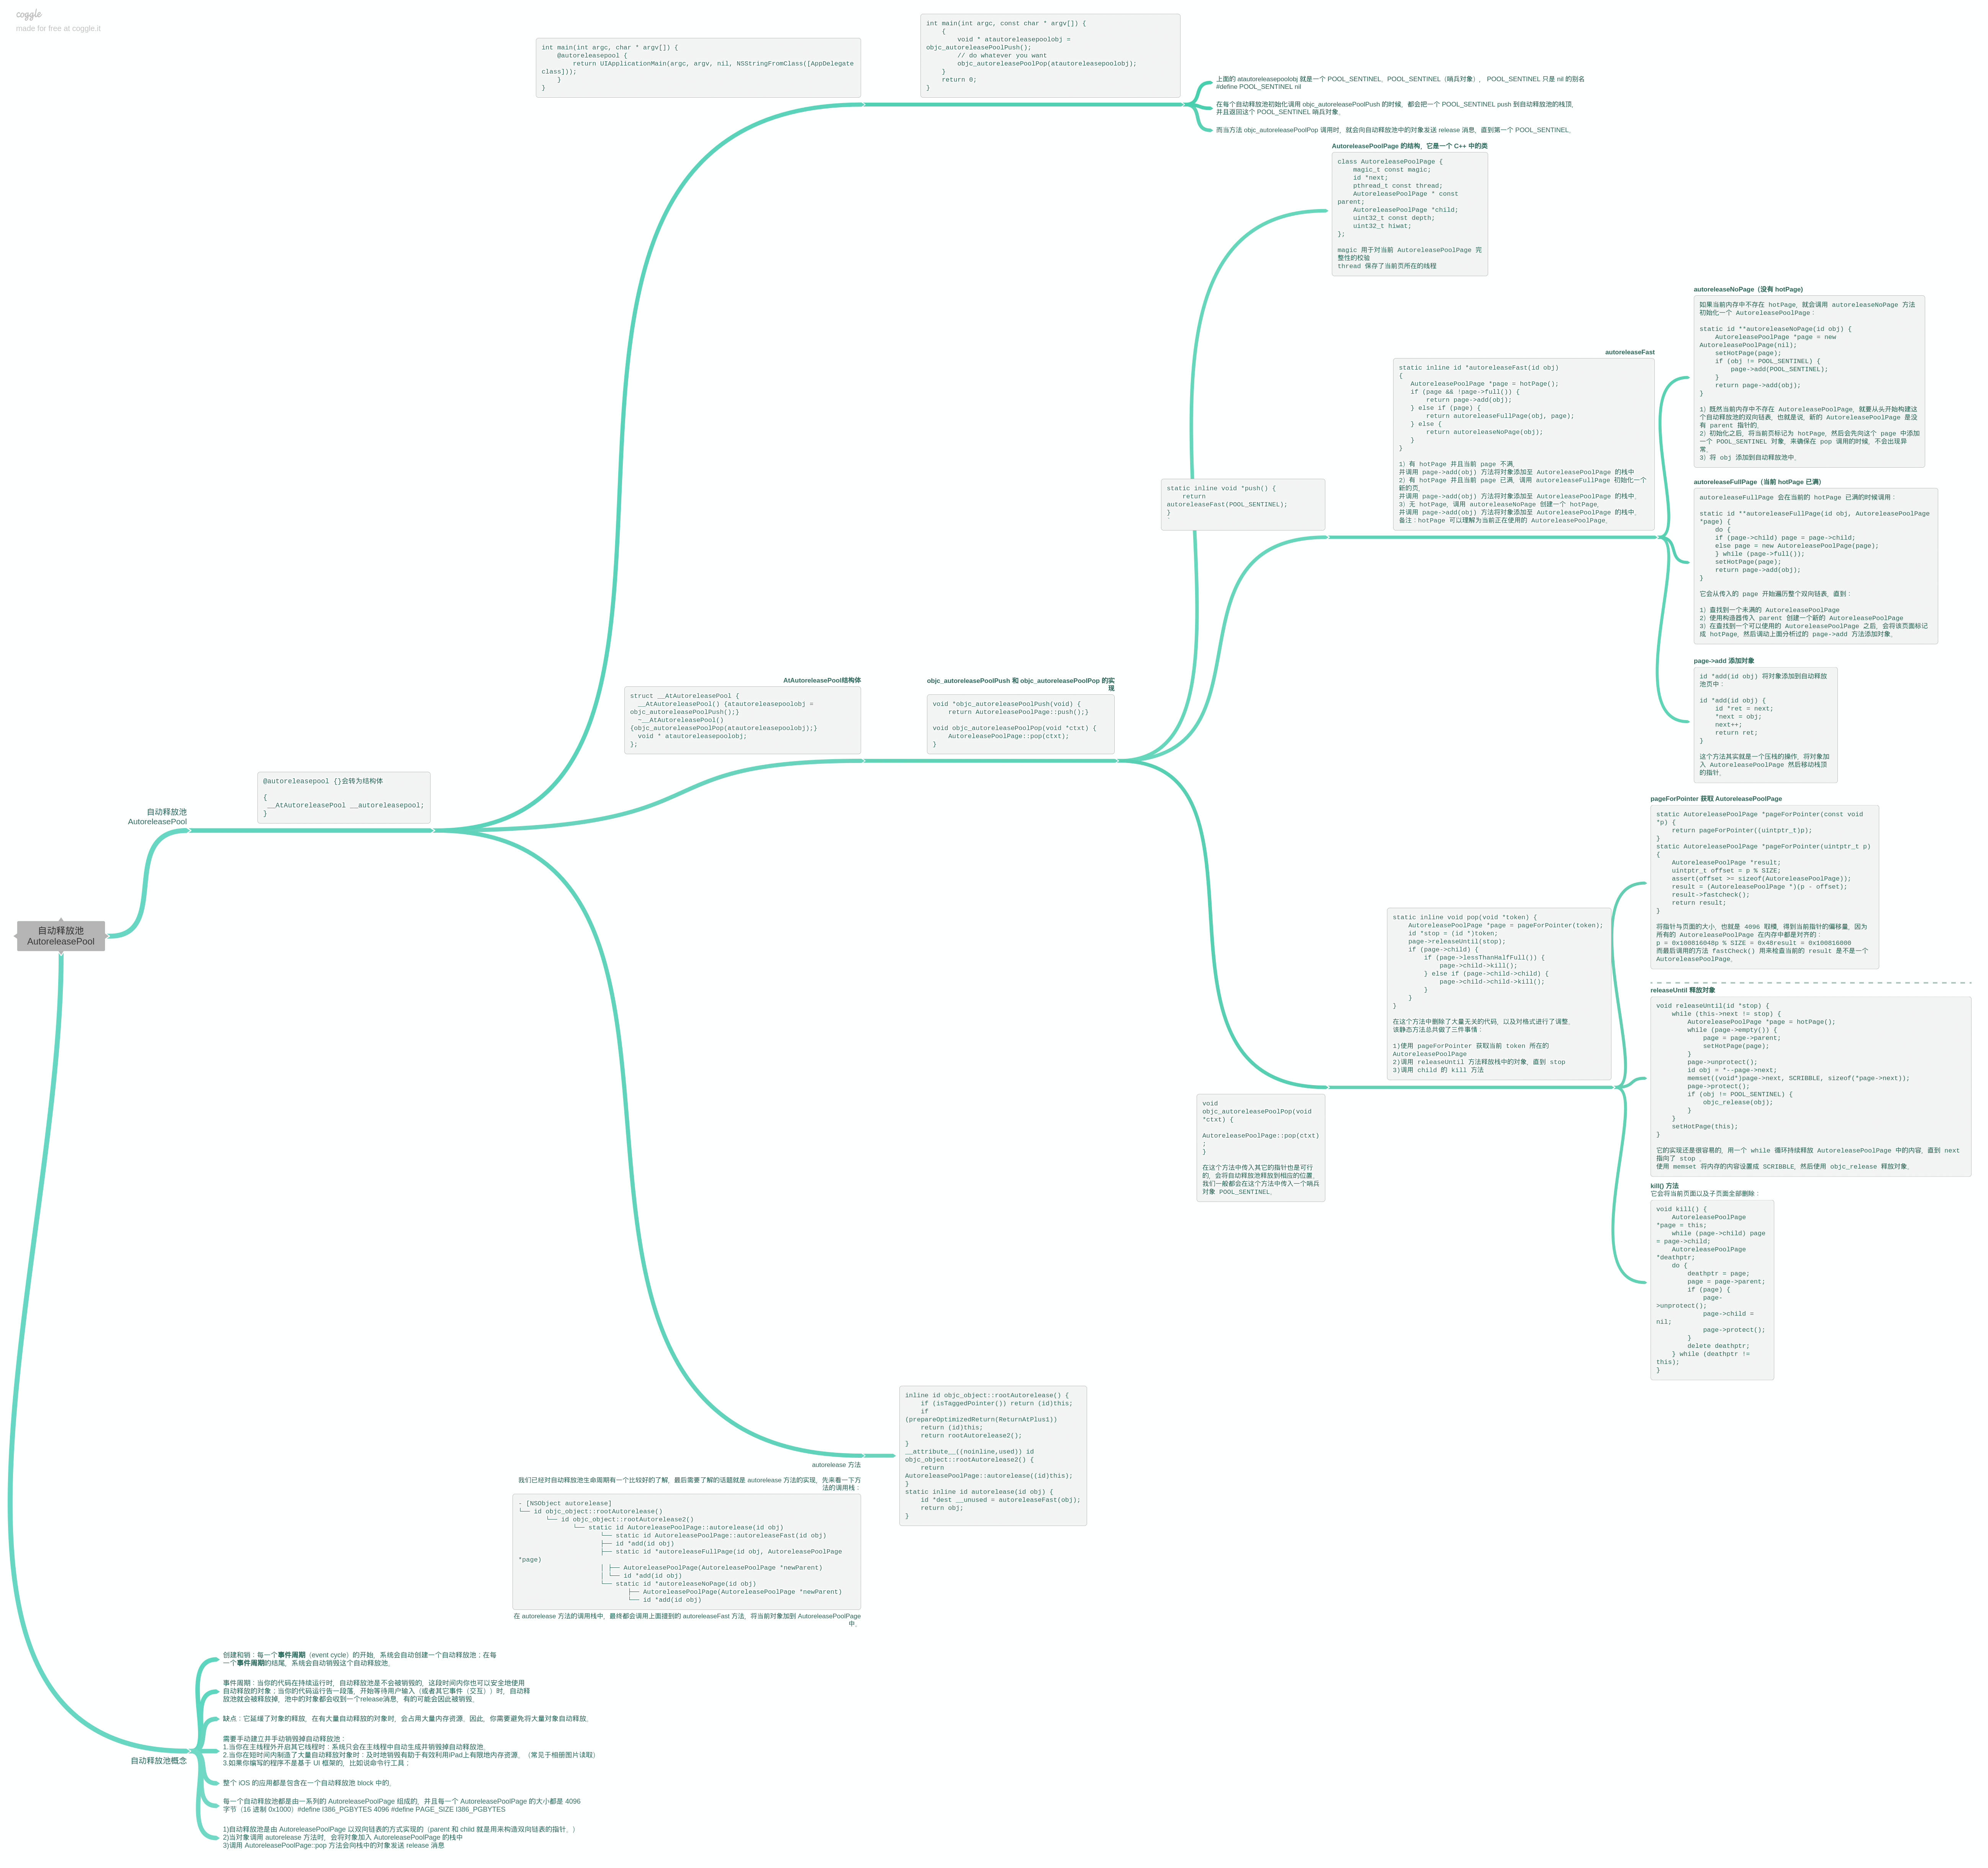 coggle
made for free at coggle.it
int main(int argc, char * argv[]) {
    @autoreleasepool {
        return UIApplicationMain(argc, argv, nil, NSStringFromClass([AppDelegate
class]));
    }
}
int main(int argc, const char * argv[]) {
    {
        void * atautoreleasepoolobj =
objc_autoreleasePoolPush();
        // do whatever you want
        objc_autoreleasePoolPop(atautoreleasepoolobj);
    }
    return 0;
}
上面的 atautoreleasepoolobj 就是一个 POOL_SENTINEL。POOL_SENTINEL（哨兵对象）， POOL_SENTINEL 只是 nil 的别名
#define POOL_SENTINEL nil
在每个自动释放池初始化调用 objc_autoreleasePoolPush 的时候，都会把一个 POOL_SENTINEL push 到自动释放池的栈顶，
并且返回这个 POOL_SENTINEL 哨兵对象。
而当方法 objc_autoreleasePoolPop 调用时，就会向自动释放池中的对象发送 release 消息，直到第一个 POOL_SENTINEL。
AutoreleasePoolPage 的结构，它是一个 C++ 中的类
class AutoreleasePoolPage {
    magic_t const magic;
    id *next;
    pthread_t const thread;
    AutoreleasePoolPage * const
parent;
    AutoreleasePoolPage *child;
    uint32_t const depth;
    uint32_t hiwat;
};
magic 用于对当前 AutoreleasePoolPage 完
整性的校验
thread 保存了当前页所在的线程
autoreleaseNoPage（没有 hotPage）
如果当前内存中不存在 hotPage，就会调用 autoreleaseNoPage 方法
初始化一个 AutoreleasePoolPage：
static id **autoreleaseNoPage(id obj) {
    AutoreleasePoolPage *page = new
AutoreleasePoolPage(nil);
    setHotPage(page);
    if (obj != POOL_SENTINEL) {
        page->add(POOL_SENTINEL);
    }
    return page->add(obj);
}
1）既然当前内存中不存在 AutoreleasePoolPage，就要从头开始构建这
个自动释放池的双向链表，也就是说，新的 AutoreleasePoolPage 是没
有 parent 指针的。
2）初始化之后，将当前页标记为 hotPage，然后会先向这个 page 中添加
一个 POOL_SENTINEL 对象，来确保在 pop 调用的时候，不会出现异
常。
3）将 obj 添加到自动释放池中。
autoreleaseFast
static inline id *autoreleaseFast(id obj)
{
   AutoreleasePoolPage *page = hotPage();
   if (page && !page->full()) {
       return page->add(obj);
   } else if (page) {
       return autoreleaseFullPage(obj, page);
   } else {
       return autoreleaseNoPage(obj);
   }
}
1）有 hotPage 并且当前 page 不满，
并调用 page->add(obj) 方法将对象添加至 AutoreleasePoolPage 的栈中
2）有 hotPage 并且当前 page 已满，调用 autoreleaseFullPage 初始化一个
新的页，
并调用 page->add(obj) 方法将对象添加至 AutoreleasePoolPage 的栈中。
3）无 hotPage，调用 autoreleaseNoPage 创建一个 hotPage，
并调用 page->add(obj) 方法将对象添加至 AutoreleasePoolPage 的栈中。
备注：hotPage 可以理解为当前正在使用的 AutoreleasePoolPage。
static inline void *push() {
    return
autoreleaseFast(POOL_SENTINEL);
}
autoreleaseFullPage（当前 hotPage 已满）
autoreleaseFullPage 会在当前的 hotPage 已满的时候调用：
static id **autoreleaseFullPage(id obj, AutoreleasePoolPage
*page) {
    do {
    if (page->child) page = page->child;
    else page = new AutoreleasePoolPage(page);
    } while (page->full());
    setHotPage(page);
    return page->add(obj);
}
它会从传入的 page 开始遍历整个双向链表，直到：
1）查找到一个未满的 AutoreleasePoolPage
2）使用构造器传入 parent 创建一个新的 AutoreleasePoolPage
3）在查找到一个可以使用的 AutoreleasePoolPage 之后，会将该页面标记
成 hotPage，然后调动上面分析过的 page->add 方法添加对象。
page->add 添加对象
id *add(id obj) 将对象添加到自动释放
池页中：
id *add(id obj) {
    id *ret = next;
    *next = obj;
    next++;
    return ret;
}
这个方法其实就是一个压栈的操作，将对象加
入 AutoreleasePoolPage 然后移动栈顶
的指针。
AtAutoreleasePool结构体
struct __AtAutoreleasePool {
  __AtAutoreleasePool() {atautoreleasepoolobj =
objc_autoreleasePoolPush();}
  ~__AtAutoreleasePool()
{objc_autoreleasePoolPop(atautoreleasepoolobj);}
  void * atautoreleasepoolobj;
};
objc_autoreleasePoolPush 和 objc_autoreleasePoolPop 的实
现
void *objc_autoreleasePoolPush(void) {
    return AutoreleasePoolPage::push();}
void objc_autoreleasePoolPop(void *ctxt) {
    AutoreleasePoolPage::pop(ctxt);
}
@autoreleasepool {}会转为结构体
{
 __AtAutoreleasePool __autoreleasepool;
}
自动释放池
AutoreleasePool
自动释放池
AutoreleasePool
pageForPointer 获取 AutoreleasePoolPage
static AutoreleasePoolPage *pageForPointer(const void
*p) {
    return pageForPointer((uintptr_t)p);
}
static AutoreleasePoolPage *pageForPointer(uintptr_t p)
{
    AutoreleasePoolPage *result;
    uintptr_t offset = p % SIZE;
    assert(offset >= sizeof(AutoreleasePoolPage));
    result = (AutoreleasePoolPage *)(p - offset);
    result->fastcheck();
    return result;
}
将指针与页面的大小，也就是 4096 取模，得到当前指针的偏移量，因为
所有的 AutoreleasePoolPage 在内存中都是对齐的：
p = 0x100816048p % SIZE = 0x48result = 0x100816000
而最后调用的方法 fastCheck() 用来检查当前的 result 是不是一个
AutoreleasePoolPage。
static inline void pop(void *token) {
    AutoreleasePoolPage *page = pageForPointer(token);
    id *stop = (id *)token;
    page->releaseUntil(stop);
    if (page->child) {
        if (page->lessThanHalfFull()) {
            page->child->kill();
        } else if (page->child->child) {
            page->child->child->kill();
        }
    }
}
在这个方法中删除了大量无关的代码，以及对格式进行了调整。
该静态方法总共做了三件事情：
1)使用 pageForPointer 获取当前 token 所在的
AutoreleasePoolPage
2)调用 releaseUntil 方法释放栈中的对象，直到 stop
3)调用 child 的 kill 方法
releaseUntil 释放对象
void releaseUntil(id *stop) {
    while (this->next != stop) {
        AutoreleasePoolPage *page = hotPage();
        while (page->empty()) {
            page = page->parent;
            setHotPage(page);
        }
        page->unprotect();
        id obj = *--page->next;
        memset((void*)page->next, SCRIBBLE, sizeof(*page->next));
        page->protect();
        if (obj != POOL_SENTINEL) {
            objc_release(obj);
        }
    }
    setHotPage(this);
}
它的实现还是很容易的，用一个 while 循环持续释放 AutoreleasePoolPage 中的内容，直到 next
指向了 stop 。
使用 memset 将内存的内容设置成 SCRIBBLE，然后使用 objc_release 释放对象。
void
objc_autoreleasePoolPop(void
*ctxt) {
AutoreleasePoolPage::pop(ctxt)
;
}
在这个方法中传入其它的指针也是可行
的，会将自动释放池释放到相应的位置。
我们一般都会在这个方法中传入一个哨兵
对象 POOL_SENTINEL。
kill() 方法
它会将当前页面以及子页面全部删除：
void kill() {
    AutoreleasePoolPage
*page = this;
    while (page->child) page
= page->child;
    AutoreleasePoolPage
*deathptr;
    do {
        deathptr = page;
        page = page->parent;
        if (page) {
            page-
>unprotect();
            page->child =
nil;
            page->protect();
        }
        delete deathptr;
    } while (deathptr !=
this);
}
inline id objc_object::rootAutorelease() {
    if (isTaggedPointer()) return (id)this;
    if
(prepareOptimizedReturn(ReturnAtPlus1))
    return (id)this;
    return rootAutorelease2();
}
__attribute__((noinline,used)) id
objc_object::rootAutorelease2() {
    return
AutoreleasePoolPage::autorelease((id)this);
}
static inline id autorelease(id obj) {
    id *dest __unused = autoreleaseFast(obj);
    return obj;
}
autorelease 方法
我们已经对自动释放池生命周期有一个比较好的了解，最后需要了解的话题就是 autorelease 方法的实现，先来看一下方
法的调用栈：
- [NSObject autorelease]
└── id objc_object::rootAutorelease()
       └── id objc_object::rootAutorelease2()
              └── static id AutoreleasePoolPage::autorelease(id obj)
                     └── static id AutoreleasePoolPage::autoreleaseFast(id obj)
                     ├── id *add(id obj)
                     ├── static id *autoreleaseFullPage(id obj, AutoreleasePoolPage
*page)
                     │ ├── AutoreleasePoolPage(AutoreleasePoolPage *newParent)
                     │ └── id *add(id obj)
                     └── static id *autoreleaseNoPage(id obj)
                            ├── AutoreleasePoolPage(AutoreleasePoolPage *newParent)
                            └── id *add(id obj)
在 autorelease 方法的调用栈中，最终都会调用上面提到的 autoreleaseFast 方法，将当前对象加到 AutoreleasePoolPage
中。
创建和销：每一个事件周期（event cycle）的开始，系统会自动创建一个自动释放池；在每
一个事件周期的结尾，系统会自动销毁这个自动释放池。
事件周期：当你的代码在持续运行时，自动释放池是不会被销毁的，这段时间内你也可以安全地使用
自动释放的对象；当你的代码运行告一段落，开始等待用户输入（或者其它事件（交互））时，自动释
放池就会被释放掉，池中的对象都会收到一个release消息，有的可能会因此被销毁。
缺点：它延缓了对象的释放，在有大量自动释放的对象时，会占用大量内存资源。因此，你需要避免将大量对象自动释放。
需要手动建立并手动销毁掉自动释放池：
1.当你在主线程外开启其它线程时：系统只会在主线程中自动生成并销毁掉自动释放池。
2.当你在短时间内制造了大量自动释放对象时：及时地销毁有助于有效利用iPad上有限地内存资源。（常见于相册图片读取）
3.如果你编写的程序不是基于 UI 框架的，比如说命令行工具；
自动释放池概念
整个 iOS 的应用都是包含在一个自动释放池 block 中的。
每一个自动释放池都是由一系列的 AutoreleasePoolPage 组成的，并且每一个 AutoreleasePoolPage 的大小都是 4096
字节（16 进制 0x1000）#define I386_PGBYTES 4096 #define PAGE_SIZE I386_PGBYTES
1)自动释放池是由 AutoreleasePoolPage 以双向链表的方式实现的（parent 和 child 就是用来构造双向链表的指针。）
2)当对象调用 autorelease 方法时，会将对象加入 AutoreleasePoolPage 的栈中
3)调用 AutoreleasePoolPage::pop 方法会向栈中的对象发送 release 消息